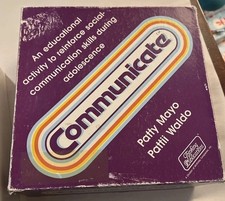 An educational
activity to reinforce social-
communication skills during
adolescence
Communicate
Patty Mayo
Pattii Waldo